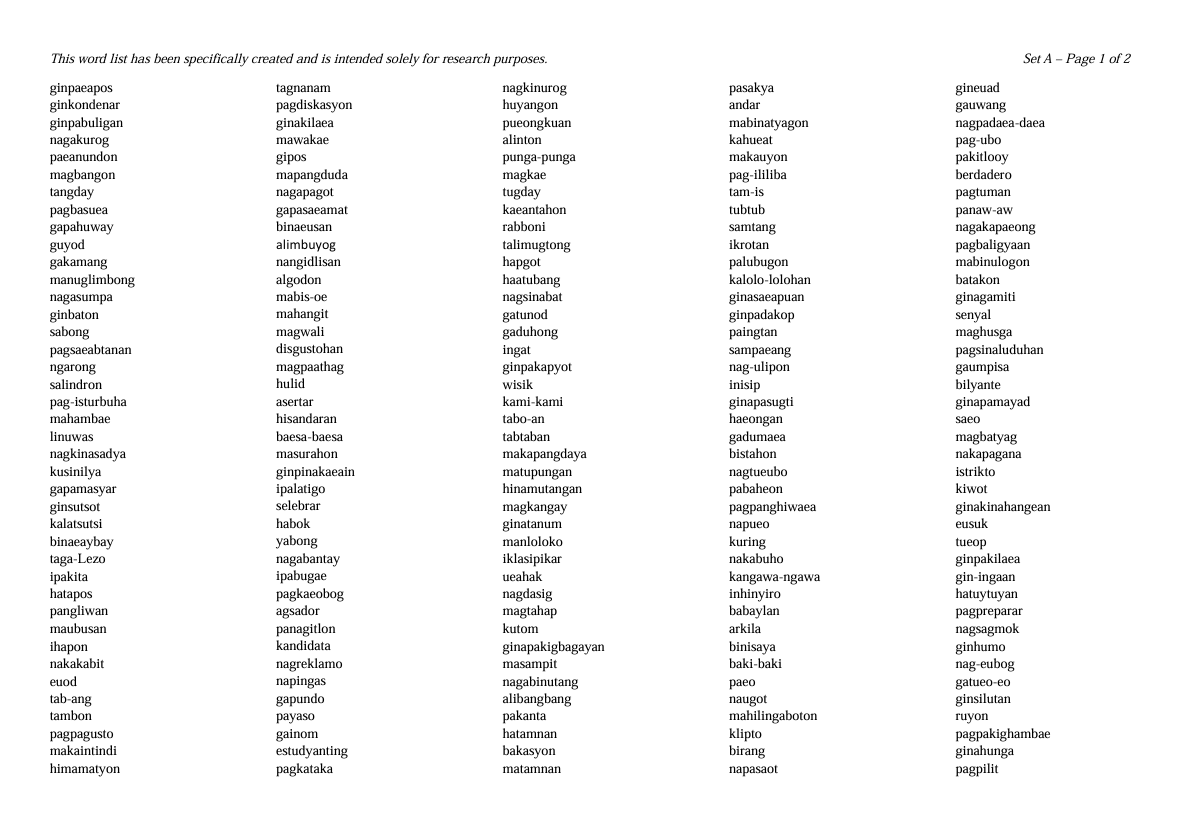 This word list has been specifically created and is intended solely for research purposes.
Set A – Page 1 of 2
ginpaeapos
ginkondenar
ginpabuligan
nagakurog
paeanundon
magbangon
tangday
pagbasuea
gapahuway
guyod
gakamang
manuglimbong
nagasumpa
ginbaton
sabong
pagsaeabtanan
ngarong
salindron
pag-isturbuha
mahambae
linuwas
nagkinasadya
kusinilya
gapamasyar
ginsutsot
kalatsutsi
binaeaybay
taga-Lezo
ipakita
hatapos
pangliwan
maubusan
ihapon
nakakabit
euod
tab-ang
tambon
pagpagusto
makaintindi
himamatyon
tagnanam
pagdiskasyon
ginakilaea
mawakae
gipos
mapangduda
nagapagot
gapasaeamat
binaeusan
alimbuyog
nangidlisan
algodon
mabis-oe
mahangit
magwali
disgustohan
magpaathag
hulid
asertar
hisandaran
baesa-baesa
masurahon
ginpinakaeain
ipalatigo
selebrar
habok
yabong
nagabantay
ipabugae
pagkaeobog
agsador
panagitlon
kandidata
nagreklamo
napingas
gapundo
payaso
gainom
estudyanting
pagkataka
nagkinurog
huyangon
pueongkuan
alinton
punga-punga
magkae
tugday
kaeantahon
rabboni
talimugtong
hapgot
haatubang
nagsinabat
gatunod
gaduhong
ingat
ginpakapyot
wisik
kami-kami
tabo-an
tabtaban
makapangdaya
matupungan
hinamutangan
magkangay
ginatanum
manloloko
iklasipikar
ueahak
nagdasig
magtahap
kutom
ginapakigbagayan
masampit
nagabinutang
alibangbang
pakanta
hatamnan
bakasyon
matamnan
pasakya
andar
mabinatyagon
kahueat
makauyon
pag-ililiba
tam-is
tubtub
samtang
ikrotan
palubugon
kalolo-lolohan
ginasaeapuan
ginpadakop
paingtan
sampaeang
nag-ulipon
inisip
ginapasugti
haeongan
gadumaea
bistahon
nagtueubo
pabaheon
pagpanghiwaea
napueo
kuring
nakabuho
kangawa-ngawa
inhinyiro
babaylan
arkila
binisaya
baki-baki
paeo
naugot
mahilingaboton
klipto
birang
napasaot
gineuad
gauwang
nagpadaea-daea
pag-ubo
pakitlooy
berdadero
pagtuman
panaw-aw
nagakapaeong
pagbaligyaan
mabinulogon
batakon
ginagamiti
senyal
maghusga
pagsinaluduhan
gaumpisa
bilyante
ginapamayad
saeo
magbatyag
nakapagana
istrikto
kiwot
ginakinahangean
eusuk
tueop
ginpakilaea
gin-ingaan
hatuytuyan
pagpreparar
nagsagmok
ginhumo
nag-eubog
gatueo-eo
ginsilutan
ruyon
pagpakighambae
ginahunga
pagpilit